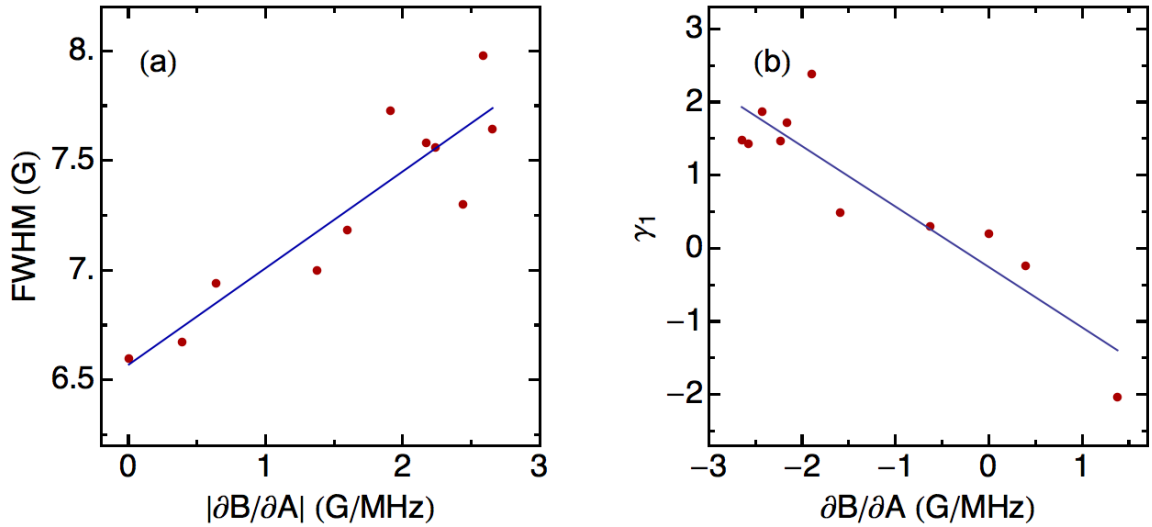 (a)
8.
7.5
7.
6.5
FWHM (G)
0 1 2 3
|∂B/∂A| (G/MHz)
(b)
3
2
1
0
−1
−2
γ1
−3 −2 −1 0 1
∂B/∂A (G/MHz)